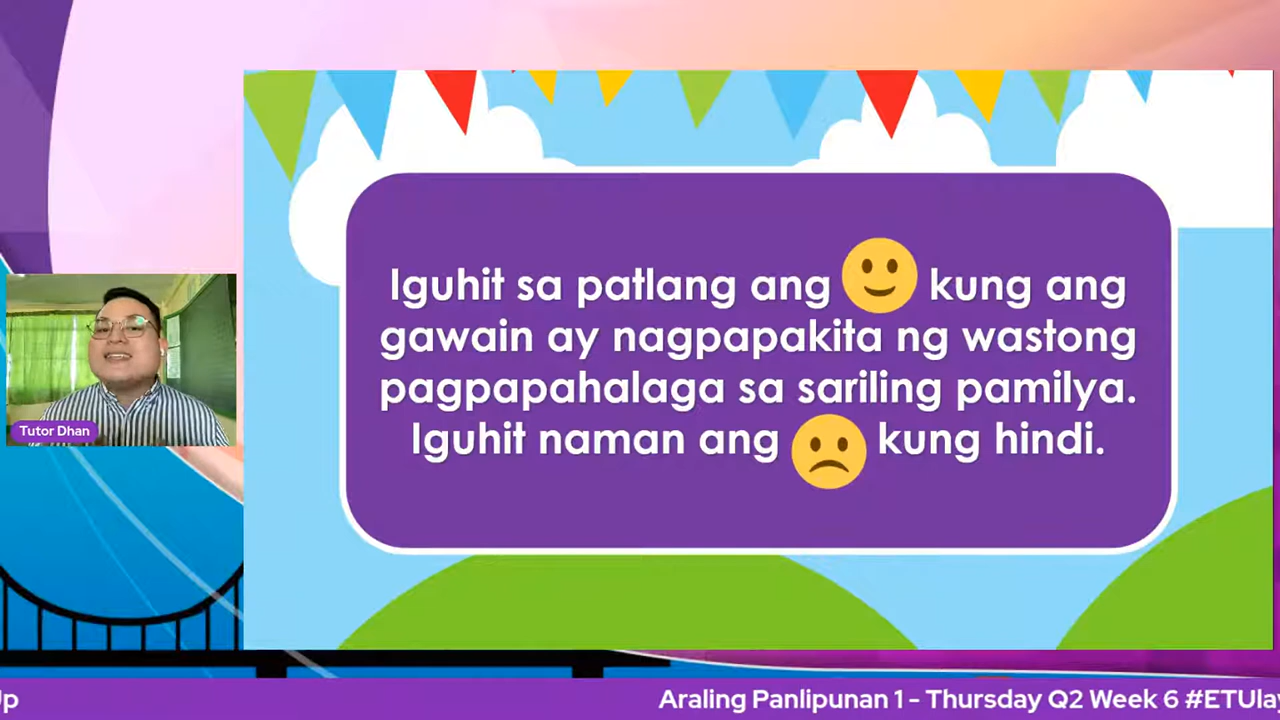 Iguhit sa patlang ang 🙂 kung ang
gawain ay nagpapakita ng wastong
pagpapahalaga sa sariling pamilya.
Iguhit naman ang 🙁 kung hindi.
Tutor Dhan
Araling Panlipunan 1 - Thursday Q2 Week 6